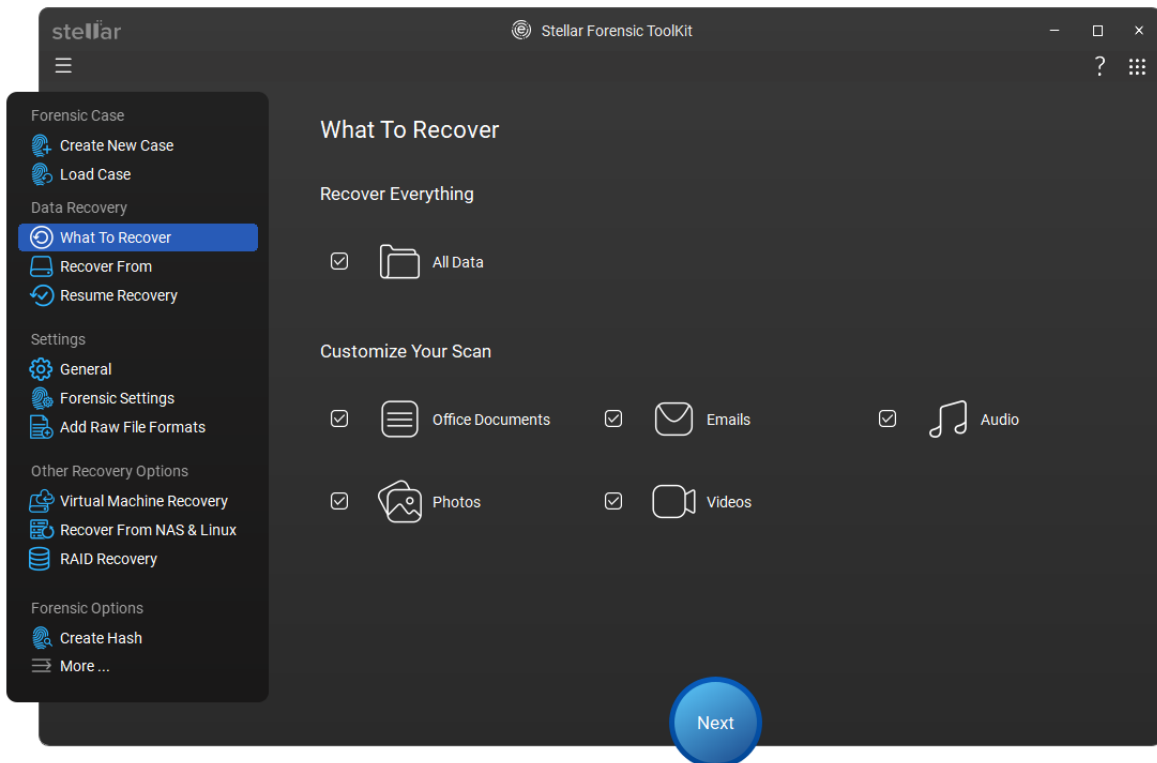 stellar
Stellar Forensic ToolKit
?
Forensic Case
Create New Case
Load Case
Data Recovery
What To Recover
Recover From
Resume Recovery
Settings
General
Forensic Settings
Add Raw File Formats
Other Recovery Options
Virtual Machine Recovery
Recover From NAS & Linux
RAID Recovery
Forensic Options
Create Hash
More ...
What To Recover
Recover Everything
All Data
Customize Your Scan
Office Documents
Emails
Audio
Photos
Videos
Next